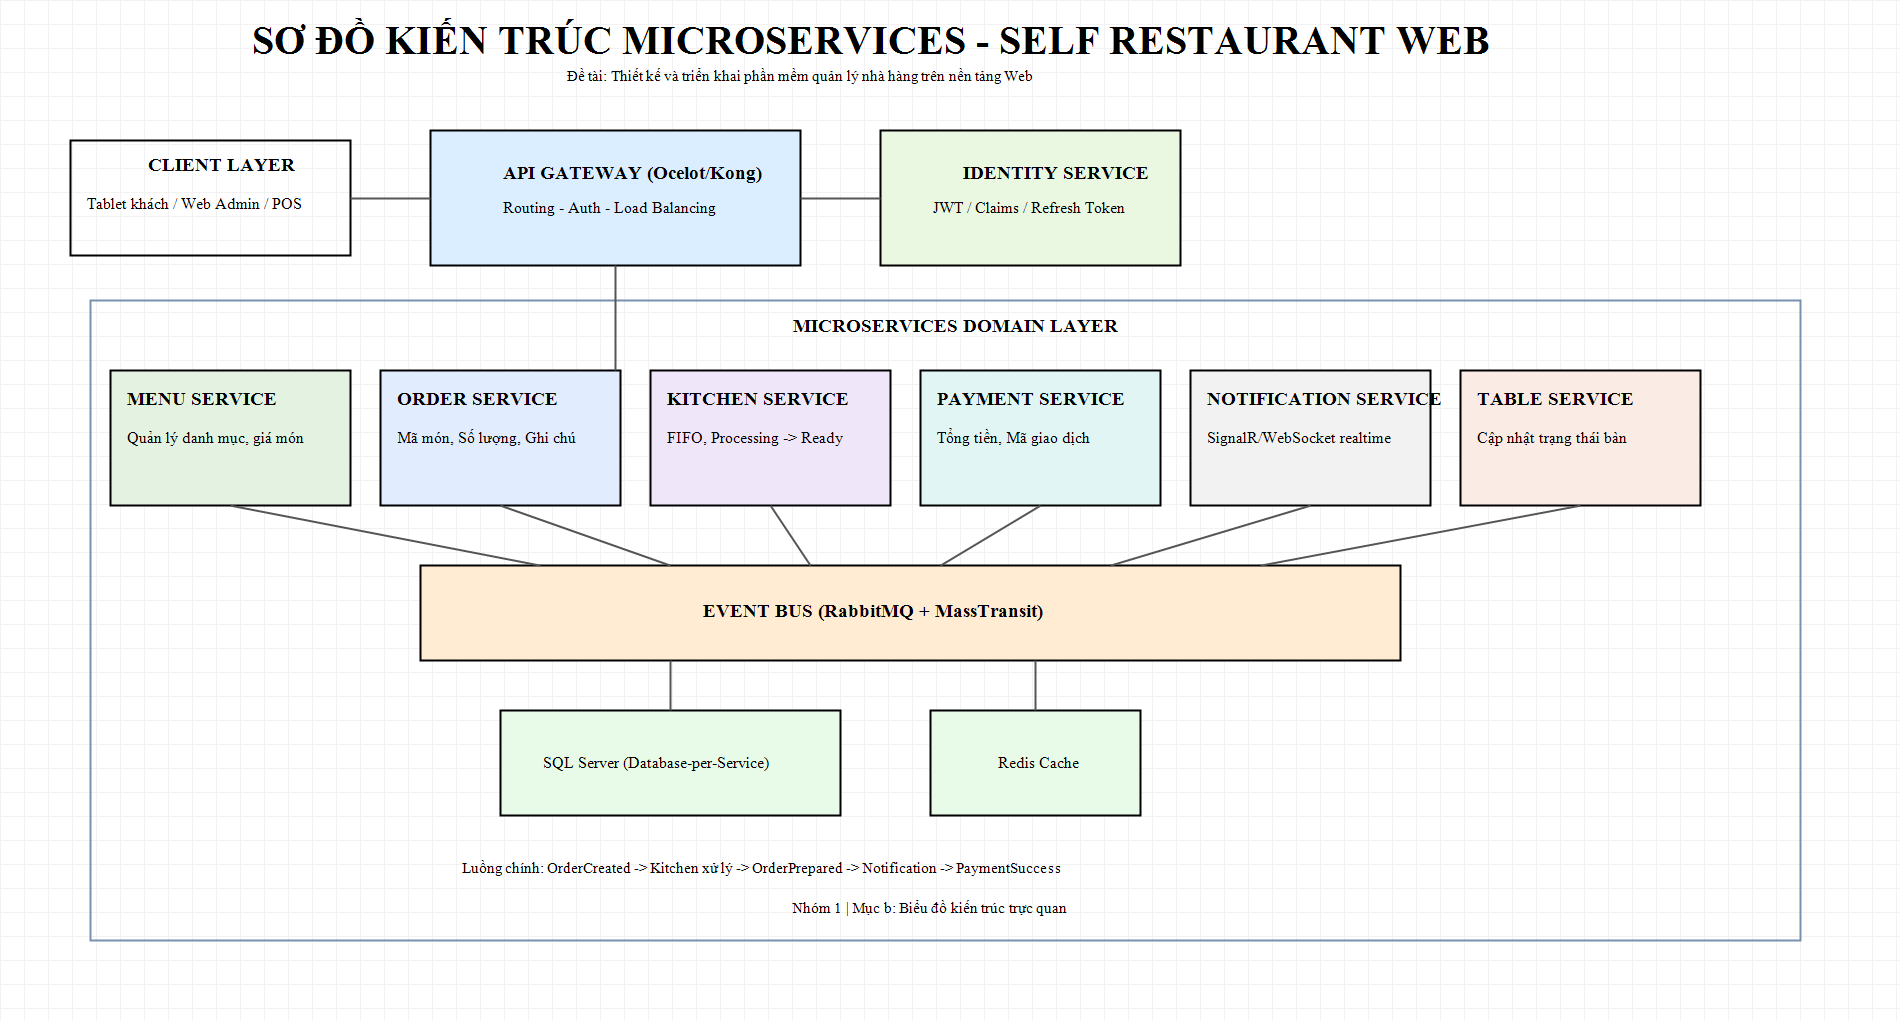 SƠ ĐỒ KIẾN TRÚC MICROSERVICES - SELF RESTAURANT WEB
Đề tài: Thiết kế và triển khai phần mềm quản lý nhà hàng trên nền tảng Web
CLIENT LAYER
Tablet khách / Web Admin / POS
API GATEWAY (Ocelot/Kong)
Routing - Auth - Load Balancing
IDENTITY SERVICE
JWT / Claims / Refresh Token
MICROSERVICES DOMAIN LAYER
MENU SERVICE
Quản lý danh mục, giá món
ORDER SERVICE
Mã món, Số lượng, Ghi chú
KITCHEN SERVICE
FIFO, Processing -> Ready
PAYMENT SERVICE
Tổng tiền, Mã giao dịch
NOTIFICATION SERVICE
SignalR/WebSocket realtime
TABLE SERVICE
Cập nhật trạng thái bàn
EVENT BUS (RabbitMQ + MassTransit)
SQL Server (Database-per-Service)
Redis Cache
Luồng chính: OrderCreated -> Kitchen xử lý -> OrderPrepared -> Notification -> PaymentSuccess
Nhóm 1 | Mục b: Biểu đồ kiến trúc trực quan